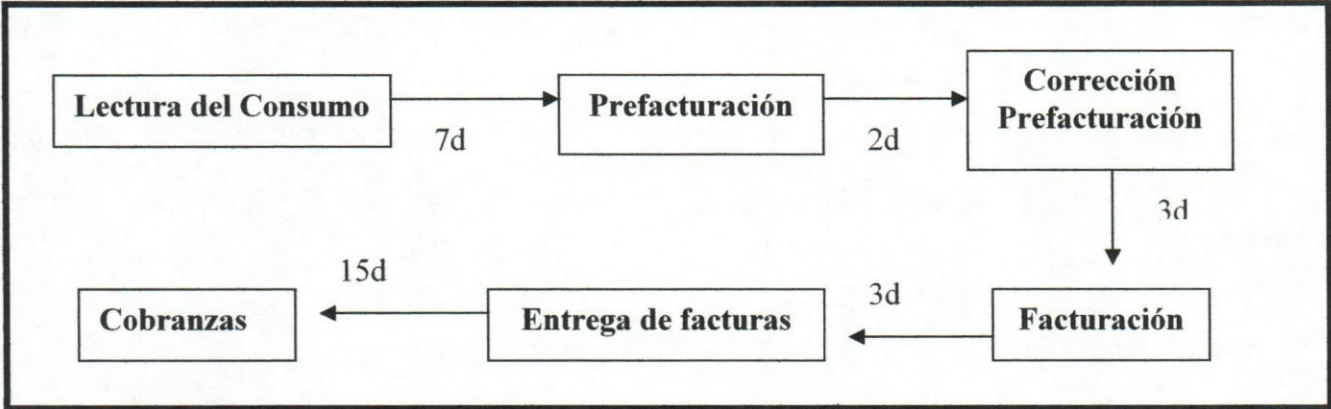 Lectura del Consumo
7d
Prefacturación
2d
Corrección
Prefacturación
3d
Facturación
3d
Entrega de facturas
15d
Cobranzas